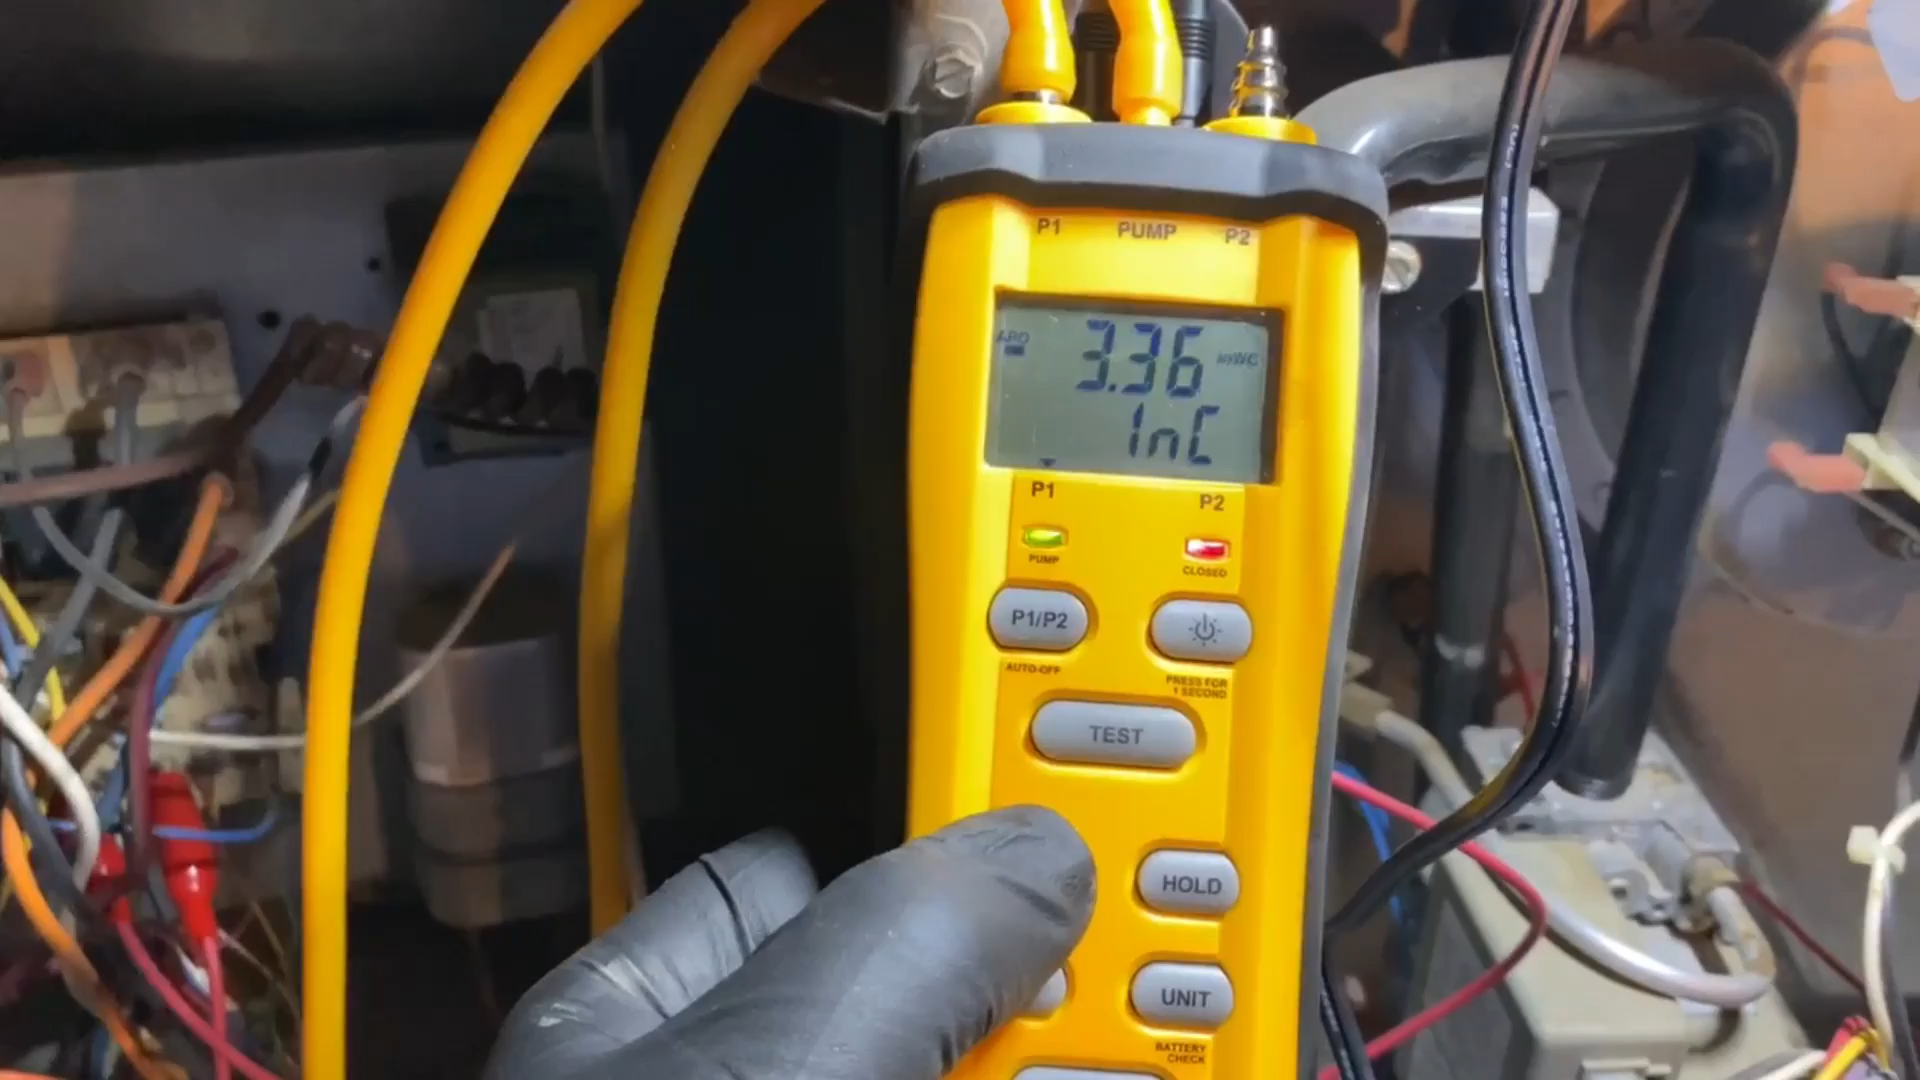 P1 PUMP P2
3.36 inWC
InC
P1 P2
PUMP CLOSED
P1/P2
AUTO-OFF PRESS FOR
1 SECOND
TEST
HOLD
UNIT
BATTERY
CHECK